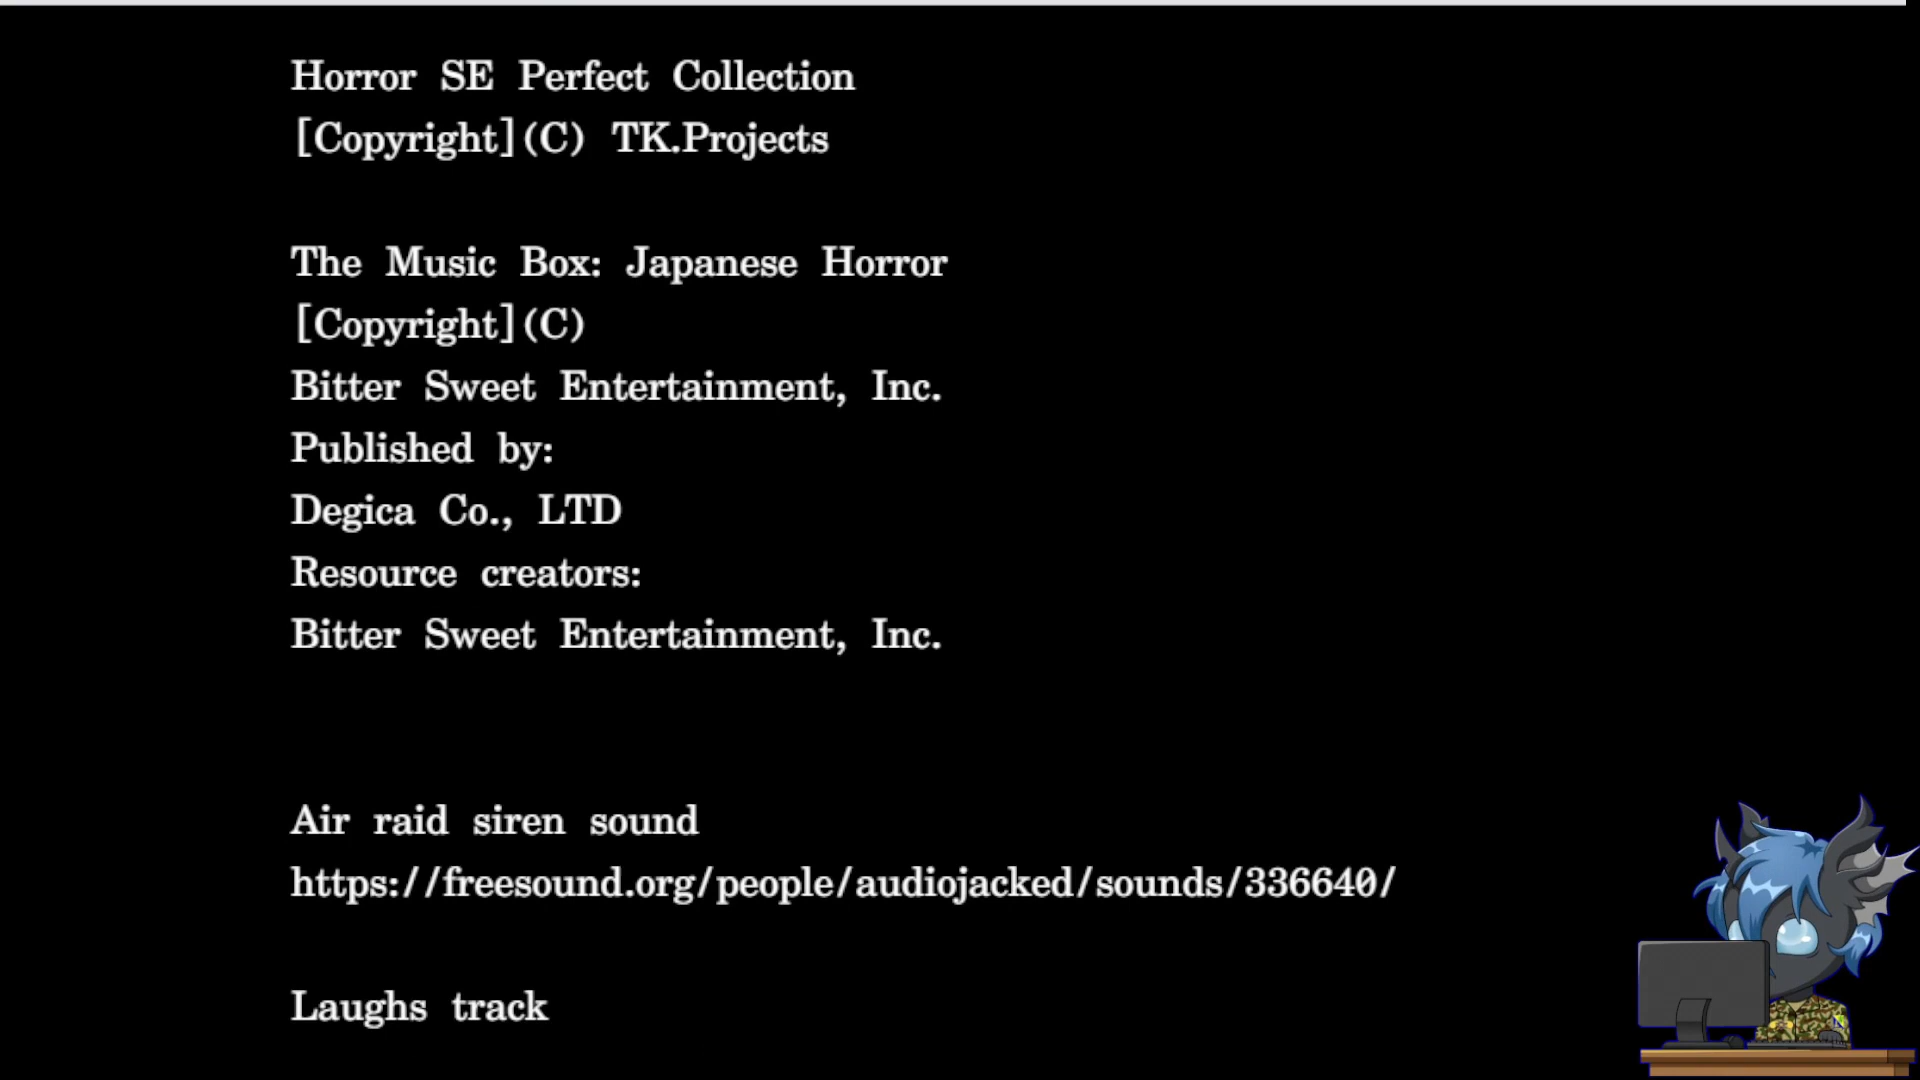 Horror SE Perfect Collection
[Copyright](C) TK.Projects
The Music Box: Japanese Horror
[Copyright](C)
Bitter Sweet Entertainment, Inc.
Published by:
Degica Co., LTD
Resource creators:
Bitter Sweet Entertainment, Inc.
Air raid siren sound
https://freesound.org/people/audiojacked/sounds/336640/
Laughs track